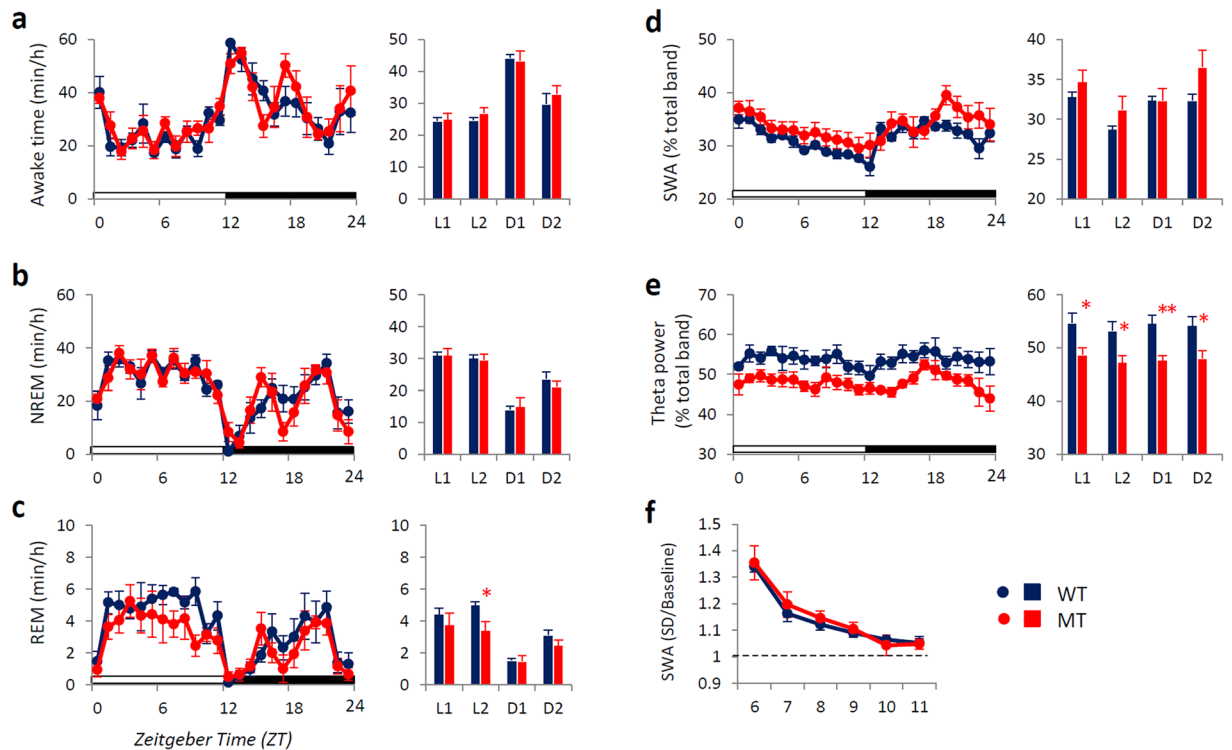 a
Awake time (min/h)
60
40
20
0
0 6 12 18 24
50
40
30
20
10
0
L1 L2 D1 D2
b
NREM (min/h)
60
40
20
0
0 6 12 18 24
50
40
30
20
10
0
L1 L2 D1 D2
c
REM (min/h)
10
8
6
4
2
0
0 6 12 18 24
Zeitgeber Time (ZT)
10
8
6
4
2
0
*
L1 L2 D1 D2
d
SWA (% total band)
50
40
30
20
0 6 12 18 24
40
35
30
25
20
L1 L2 D1 D2
e
Theta power
(% total band)
70
60
50
40
30
0 6 12 18 24
60
50
40
30
* * ** *
L1 L2 D1 D2
f
SWA (SD/Baseline)
1.5
1.4
1.3
1.2
1.1
1
0.9
6 7 8 9 10 11
WT
MT